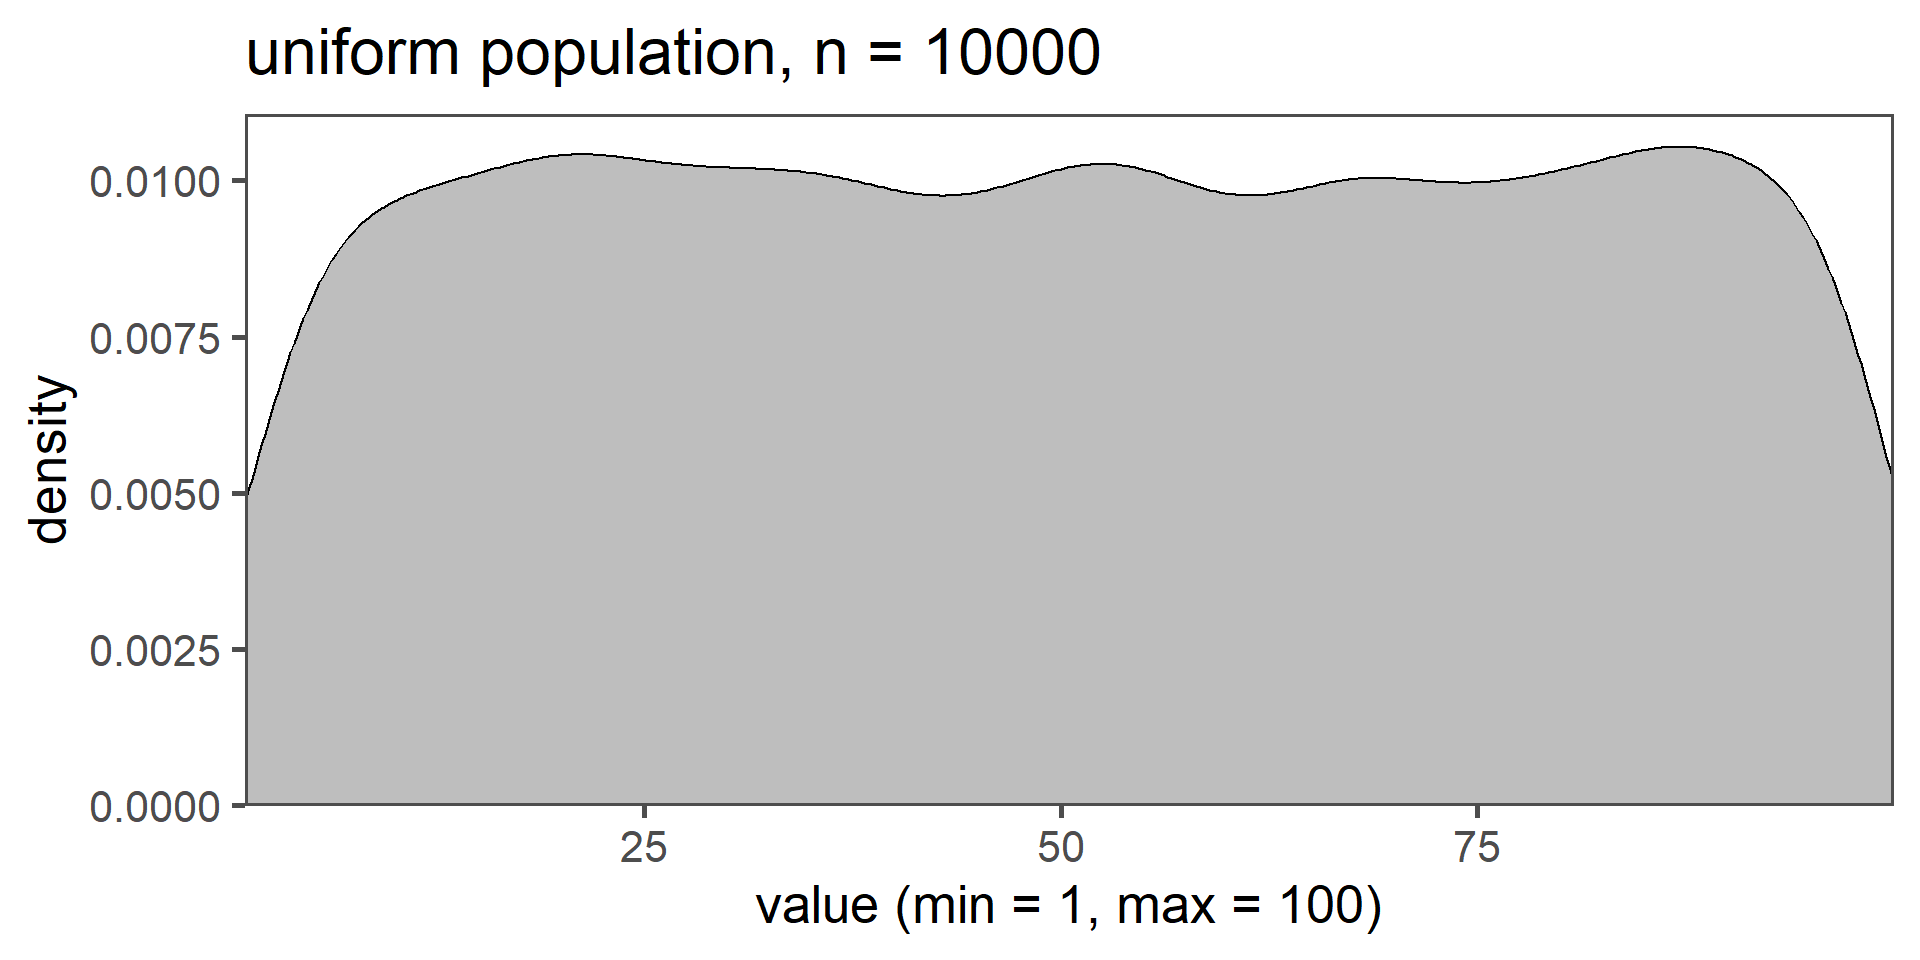 uniform population, n = 10000
density
0.0100
0.0075
0.0050
0.0025
0.0000
25 50 75
value (min = 1, max = 100)